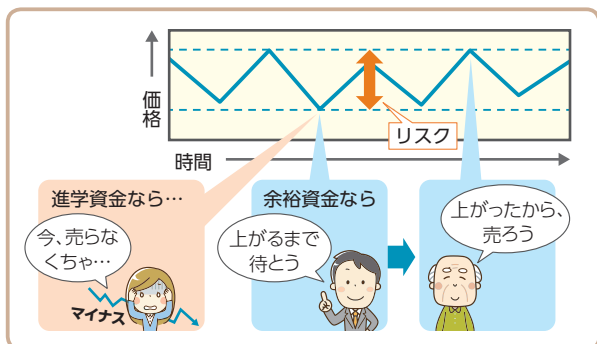 価格
リスク
時間
進学資金なら…
今、売らな
くちゃ…
マイナス
余裕資金なら
上がるまで
待とう
上がったから、
売ろう